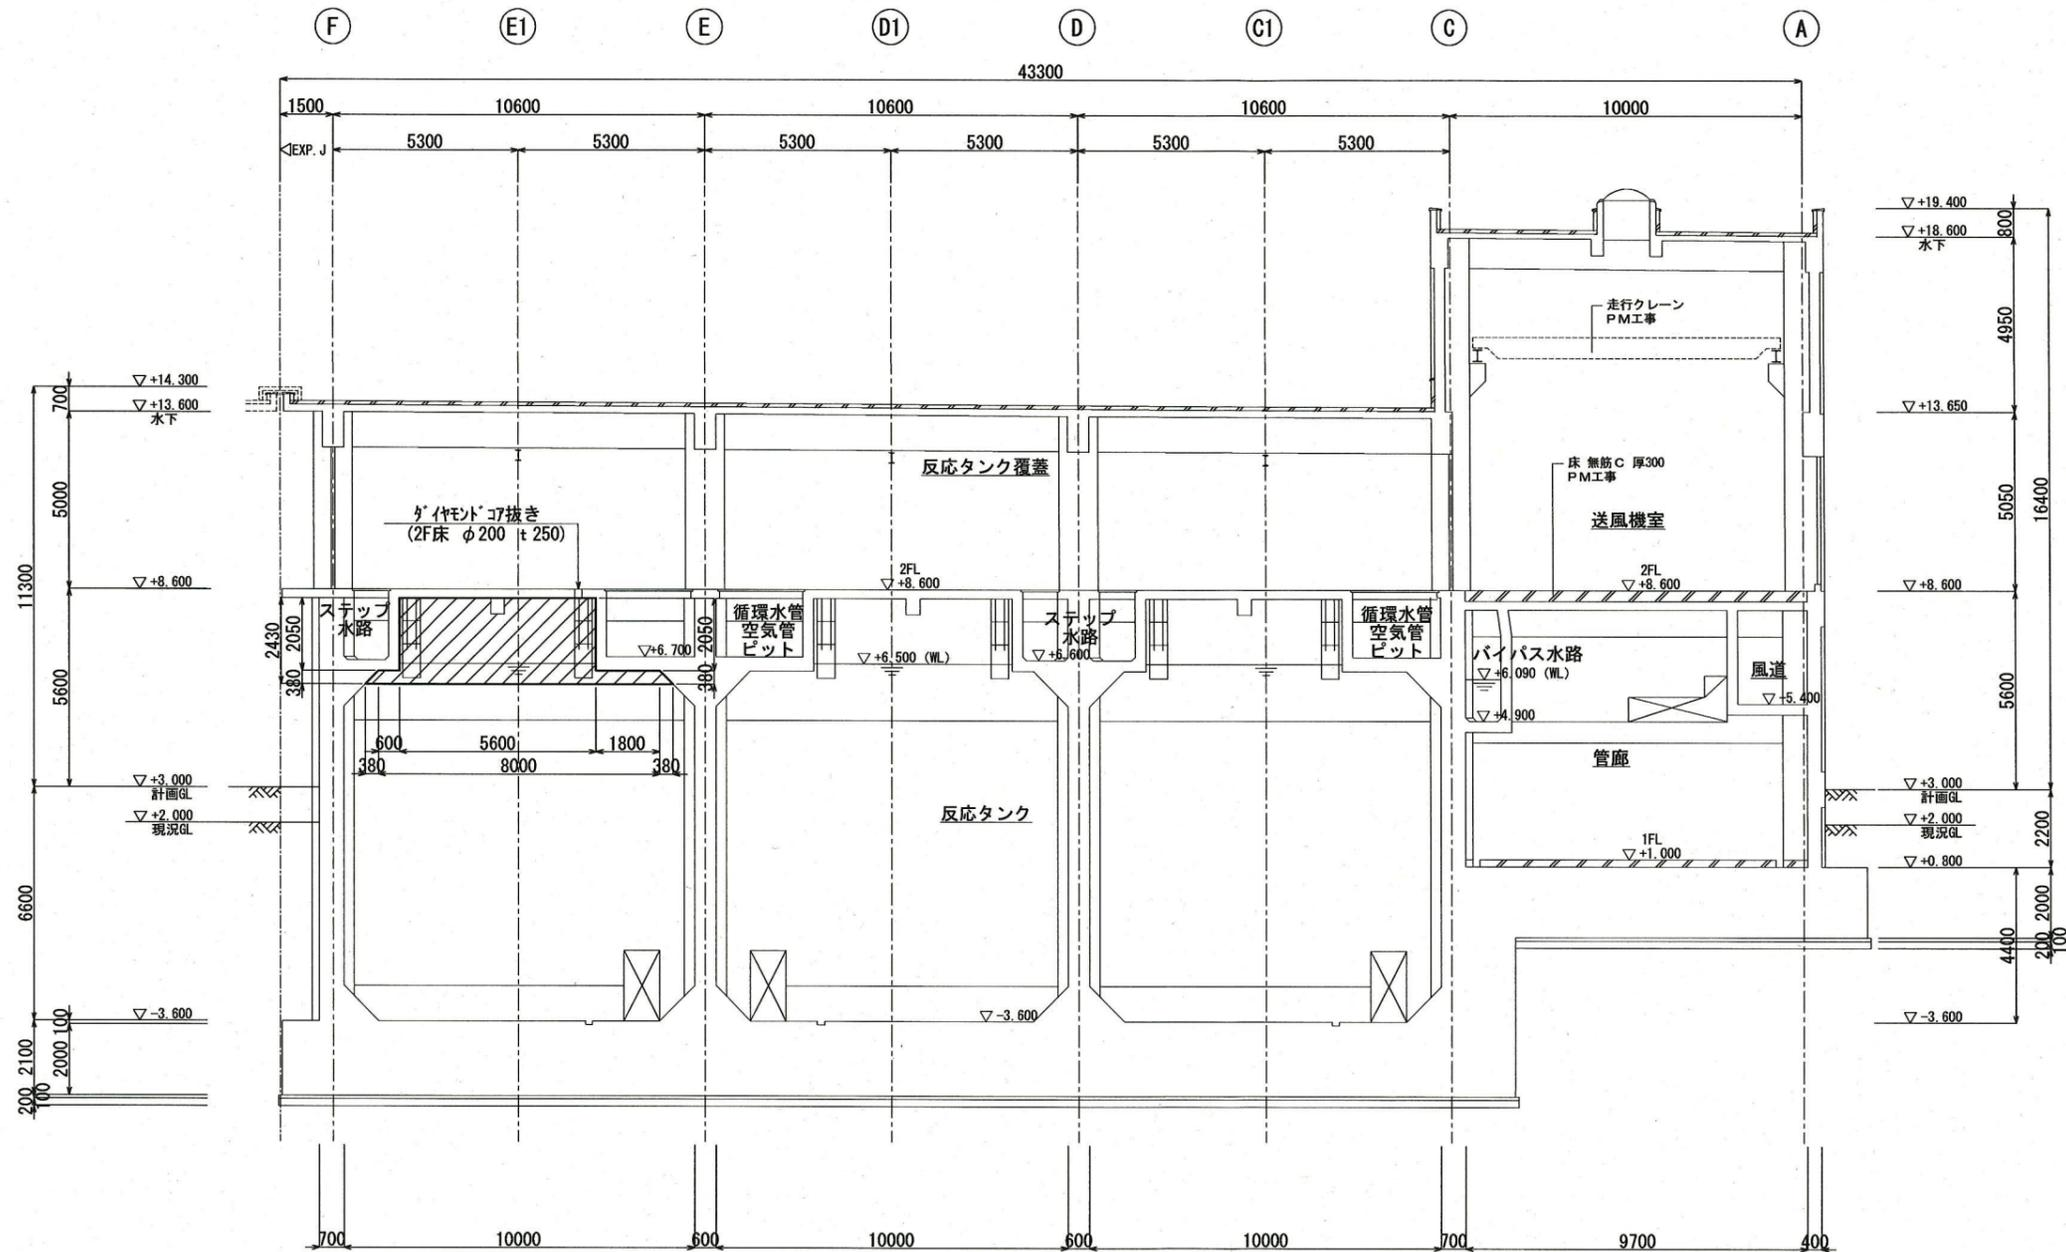 F E1 E D1 D C1 C A
43300
1500 10600 10600 10600 10000
5300 5300 5300 5300 5300 5300
EXP.J
▽+19.400
800
▽+18.600
水下
走行クレーン
PM工事
4950
▽+14.300
700
▽+13.600
水下
▽+13.650
反応タンク覆蓋
床 無筋C 厚300
PM工事
5000
ダイヤモンドコア抜き
(2F床 φ200 t250)
送風機室
5050
16400
2FL
▽+8.600
2FL
▽+8.600
▽+8.600
▽+8.600
11300
ステップ
水路
循環水管
空気管
ピット
ステップ
水路
循環水管
空気管
ピット
2430
2050
380
2050
380
▽+6.700
▽+6.500 (WL)
▽+6.600
バイパス水路
▽+6.090 (WL)
風道
▽-5.400
▽+4.900
5600
5600
600 5600 1800
380 8000 380
管廊
▽+3.000
計画GL
▽+3.000
計画GL
▽+2.000
現況GL
▽+2.000
現況GL
反応タンク
2200
1FL
▽+1.000
▽+0.800
6600
2000
4400
200
100
▽-3.600
▽-3.600
▽-3.600
100
2100
2000
200
100
700 10000 600 10000 600 10000 700 9700 400